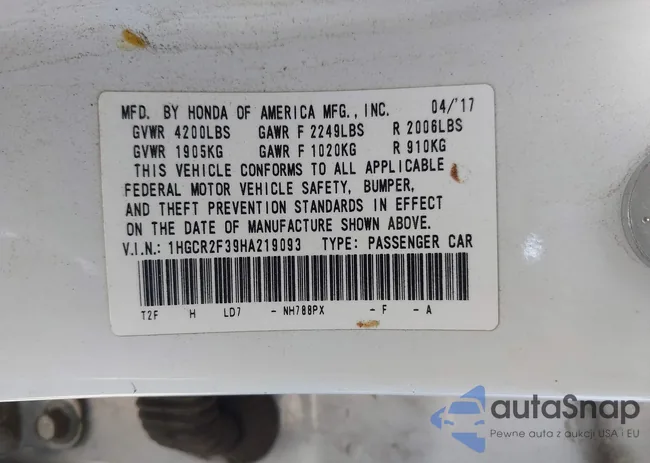 MFD. BY HONDA OF AMERICA MFG., INC. 04/'17
GVWR 4200LBS GAWR F 2249LBS R 2006LBS
GVWR 1905KG GAWR F 1020KG R 910KG
THIS VEHICLE CONFORMS TO ALL APPLICABLE
FEDERAL MOTOR VEHICLE SAFETY, BUMPER,
AND THEFT PREVENTION STANDARDS IN EFFECT
ON THE DATE OF MANUFACTURE SHOWN ABOVE.
V.I.N.: 1HGCR2F39HA219093 TYPE: PASSENGER CAR
T2F H LD7 - NH788PX - F - A
autaSnap
Pewne auta z aukcji USA i EU